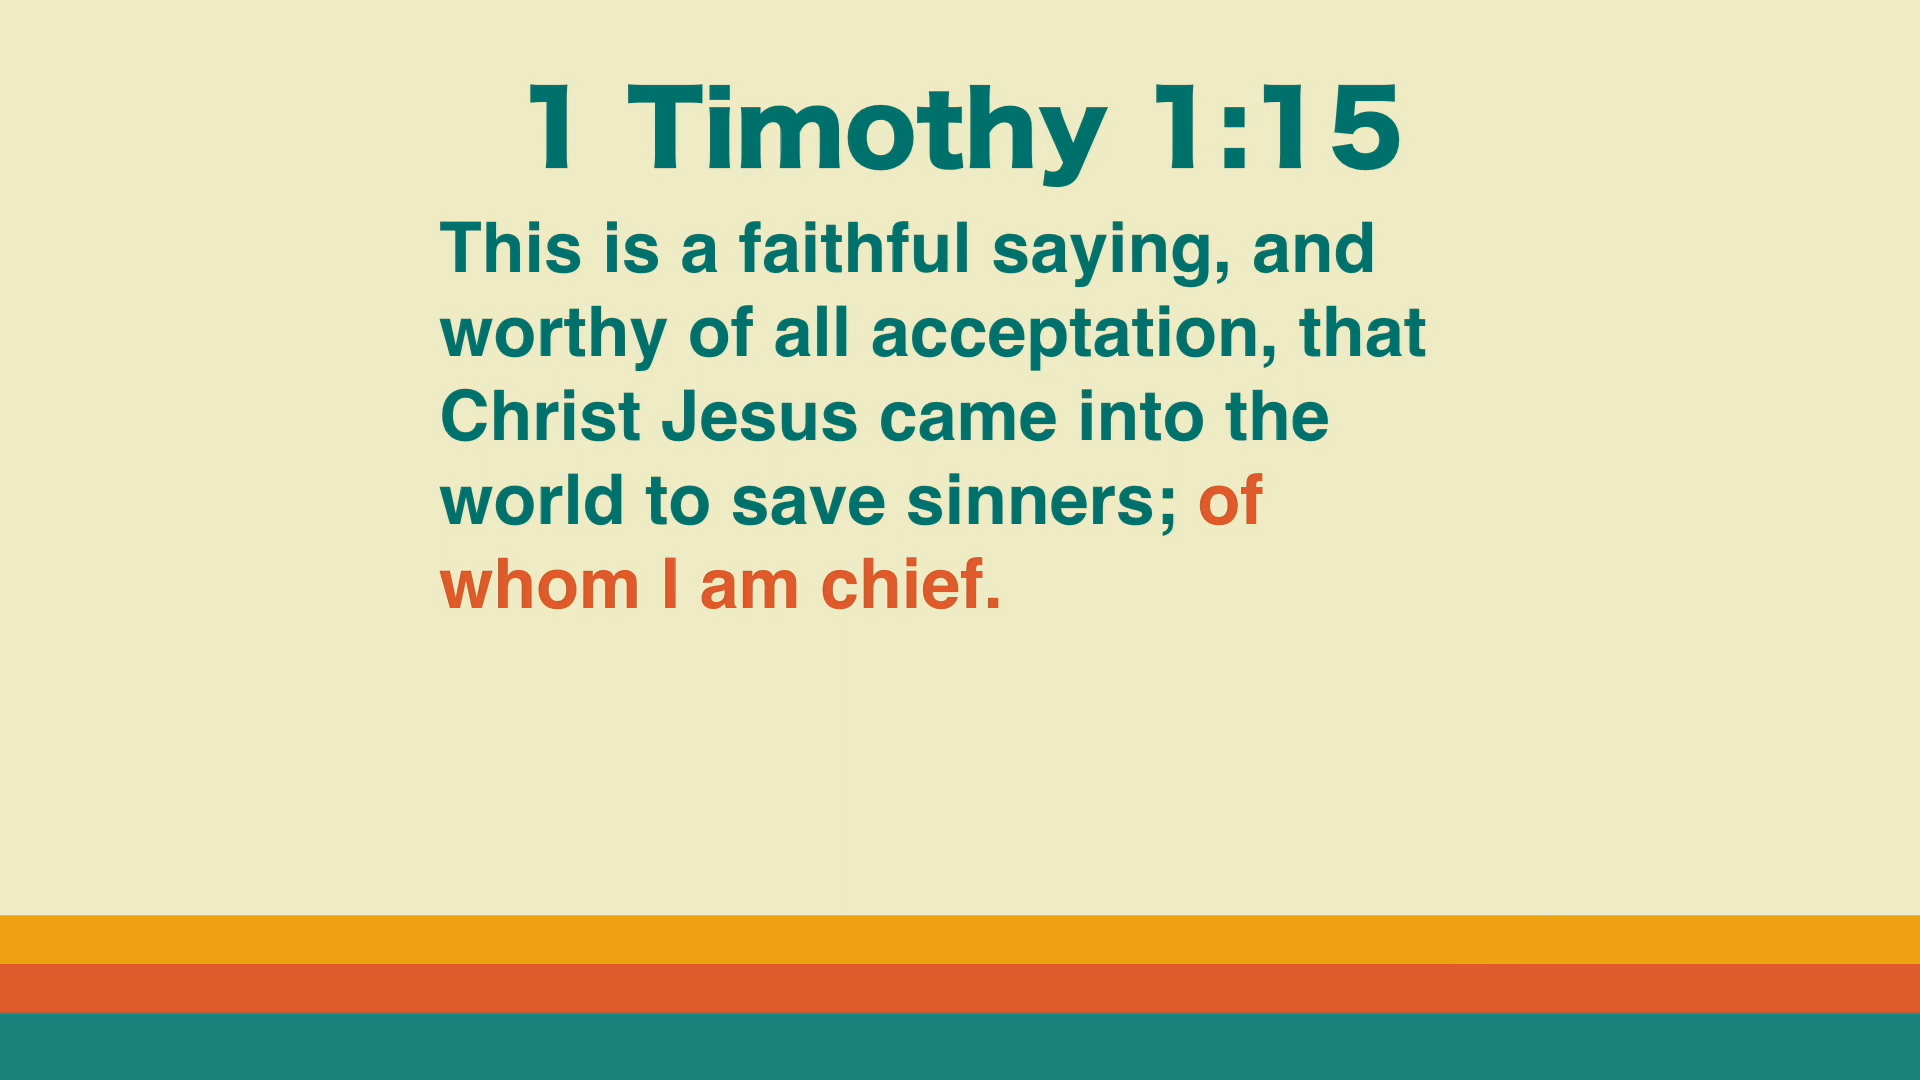 1 Timothy 1:15
This is a faithful saying, and
worthy of all acceptation, that
Christ Jesus came into the
world to save sinners; of
whom I am chief.